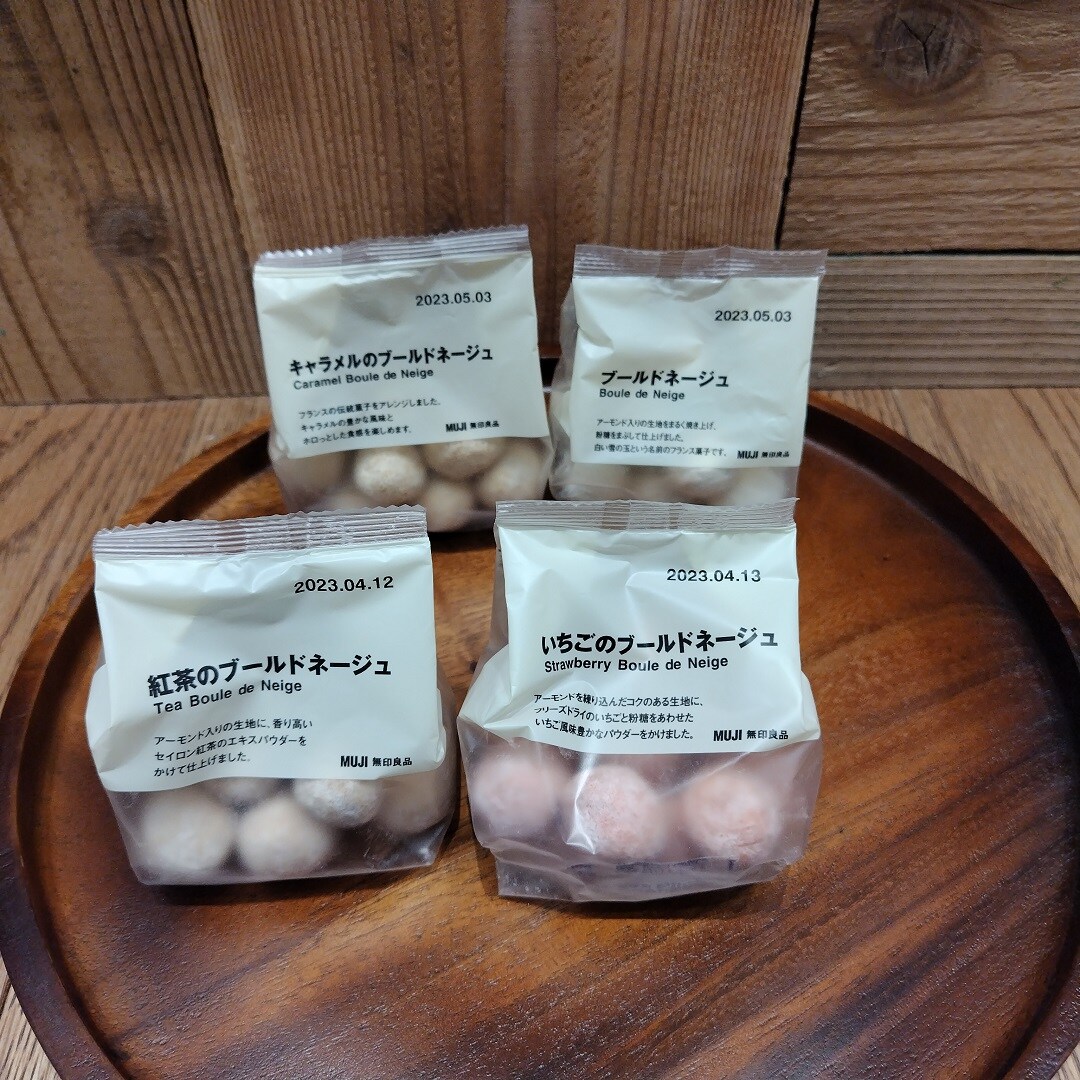 2023.05.03
キャラメルのブールドネージュ
Caramel Boule de Neige
フランスの伝統菓子をアレンジしました。
キャラメルの豊かな風味と
ホロっとした食感を楽しめます。
MUJI 無印良品
2023.05.03
ブールドネージュ
Boule de Neige
アーモンド入りの生地をまるく焼き上げ、
粉糖をまぶして仕上げました。
白い雪の玉という名前のフランス菓子です。
MUJI 無印良品
2023.04.12
紅茶のブールドネージュ
Tea Boule de Neige
アーモンド入りの生地に、香り高い
セイロン紅茶のエキスパウダーを
かけて仕上げました。
MUJI 無印良品
2023.04.13
いちごのブールドネージュ
Strawberry Boule de Neige
アーモンドを練り込んだコクのある生地に、
フリーズドライのいちごと粉糖をあわせた
いちご風味豊かなパウダーをかけました。
MUJI 無印良品